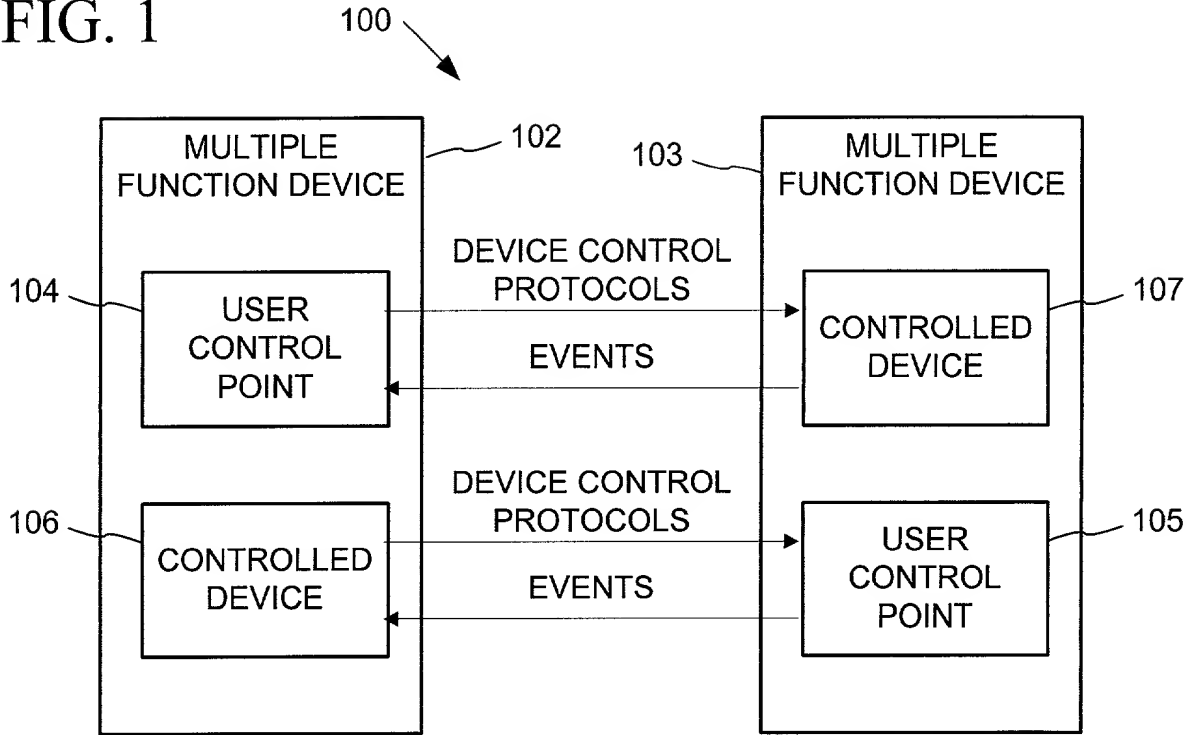 FIG. 1
100
MULTIPLE
FUNCTION DEVICE
102
103
MULTIPLE
FUNCTION DEVICE
DEVICE CONTROL
PROTOCOLS
104
USER
CONTROL
POINT
EVENTS
CONTROLLED
DEVICE
107
DEVICE CONTROL
PROTOCOLS
106
CONTROLLED
DEVICE
EVENTS
USER
CONTROL
POINT
105